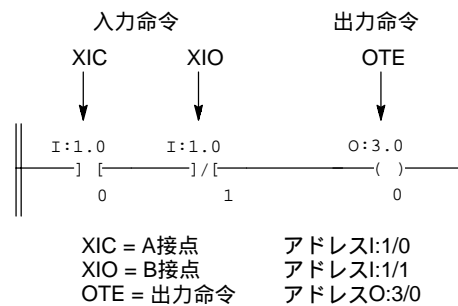 入力命令 出力命令
XIC XIO OTE
I:1.0 I:1.0 O:3.0
] [ ]/[ ( )
0 1 0
XIC = A接点 アドレスI:1/0
XIO = B接点 アドレスI:1/1
OTE = 出力命令 アドレスO:3/0